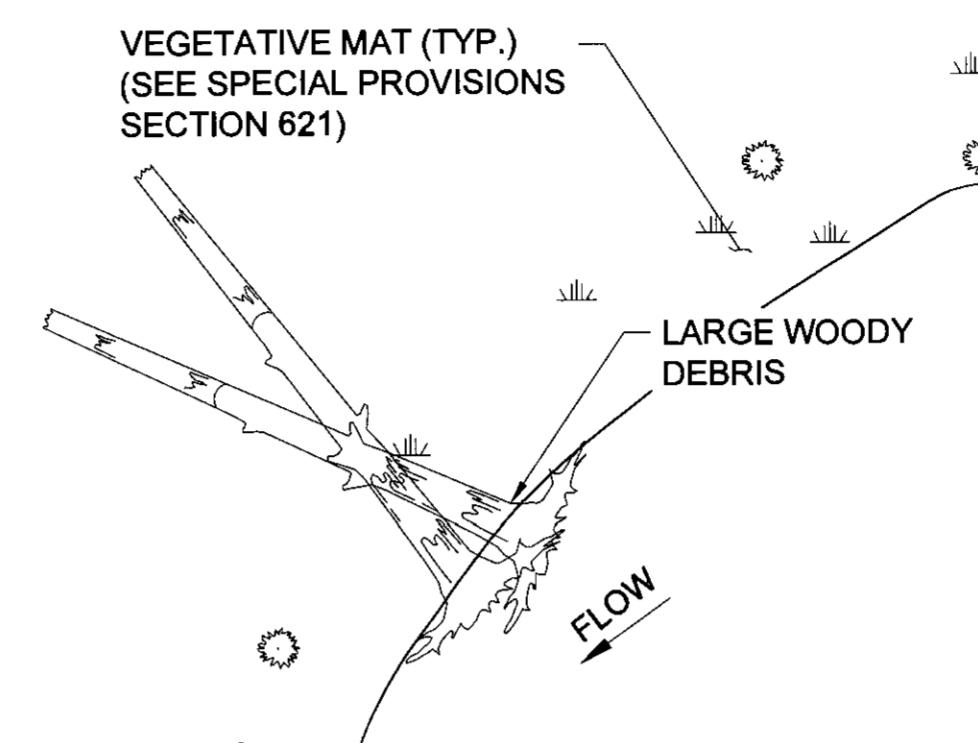 VEGETATIVE MAT (TYP.)
(SEE SPECIAL PROVISIONS
SECTION 621)
LARGE WOODY
DEBRIS
FLOW